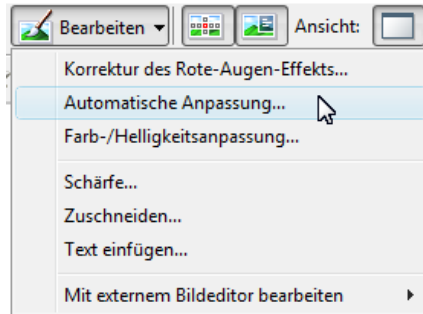 Bearbeiten Ansicht:
Korrektur des Rote-Augen-Effekts...
Automatische Anpassung...
Farb-/Helligkeitsanpassung...
Schärfe...
Zuschneiden...
Text einfügen...
Mit externem Bildeditor bearbeiten